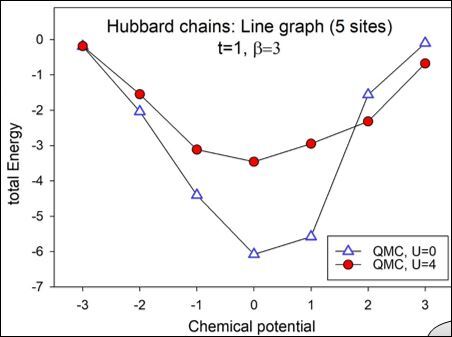 Hubbard chains: Line graph (5 sites)
t=1, β=3
total Energy
0
-1
-2
-3
-4
-5
-6
-7
QMC, U=0
QMC, U=4
-3 -2 -1 0 1 2 3
Chemical potential